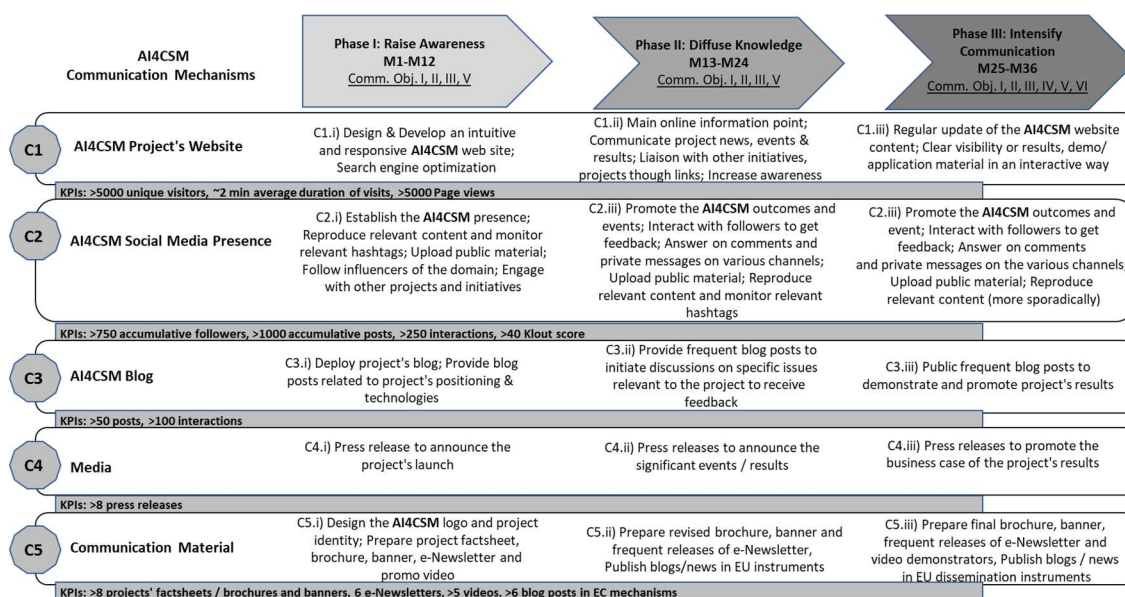 AI4CSM
Communication Mechanisms
Phase I: Raise Awareness
M1-M12
Comm. Obj. I, II, III, V
Phase II: Diffuse Knowledge
M13-M24
Comm. Obj. I, II, III, V
Phase III: Intensify
Communication
M25-M36
Comm. Obj. I, II, III, IV, V, VI
C1
AI4CSM Project's Website
C1.i) Design & Develop an intuitive
and responsive AI4CSM web site;
Search engine optimization
C1.ii) Main online information point;
Communicate project news, events &
results; Liaison with other initiatives,
projects though links; Increase awareness
C1.iii) Regular update of the AI4CSM website
content; Clear visibility or results, demo/
application material in an interactive way
KPIs: >5000 unique visitors, ~2 min average duration of visits, >5000 Page views
C2
AI4CSM Social Media Presence
C2.i) Establish the AI4CSM presence;
Reproduce relevant content and monitor
relevant hashtags; Upload public material;
Follow influencers of the domain; Engage
with other projects and initiatives
C2.iii) Promote the AI4CSM outcomes and
events; Interact with followers to get
feedback; Answer on comments and
private messages on various channels;
Upload public material; Reproduce
relevant content and monitor relevant
hashtags
C2.iii) Promote the AI4CSM outcomes and
event; Interact with followers to get
feedback; Answer on comments
and private messages on the various channels;
Upload public material; Reproduce
relevant content (more sporadically)
KPIs: >750 accumulative followers, >1000 accumulative posts, >250 interactions, >40 Klout score
C3
AI4CSM Blog
C3.i) Deploy project's blog; Provide blog
posts related to project's positioning &
technologies
C3.ii) Provide frequent blog posts to
initiate discussions on specific issues
relevant to the project to receive
feedback
C3.iii) Public frequent blog posts to
demonstrate and promote project's results
KPIs: >50 posts, >100 interactions
C4
Media
C4.i) Press release to announce the
project's launch
C4.ii) Press releases to announce the
significant events / results
C4.iii) Press releases to promote the
business case of the project's results
KPIs: >8 press releases
C5
Communication Material
C5.i) Design the AI4CSM logo and project
identity; Prepare project factsheet,
brochure, banner, e-Newsletter and
promo video
C5.ii) Prepare revised brochure, banner and
frequent releases of e-Newsletter,
Publish blogs/news in EU instruments
C5.iii) Prepare final brochure, banner,
frequent releases of e-Newsletter and
video demonstrators, Publish blogs / news
in EU dissemination instruments
KPIs: >8 projects' factsheets / brochures and banners, 6 e-Newsletters, >5 videos, >6 blog posts in EC mechanisms